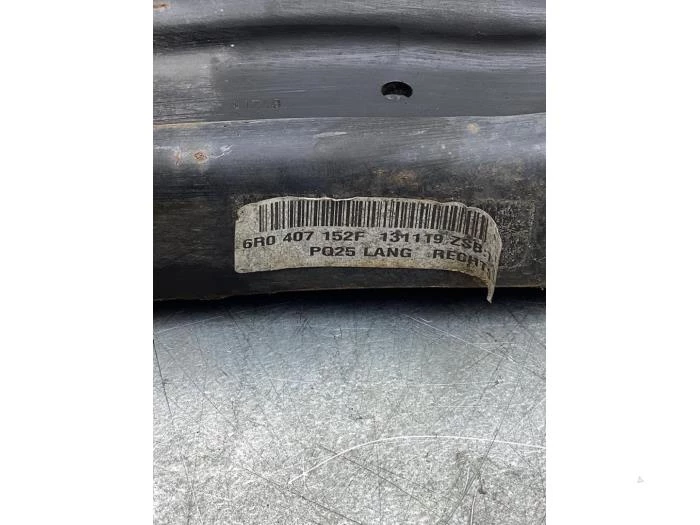 6R0 407 152F 131119 ZSB
PQ25 LANG RECHT